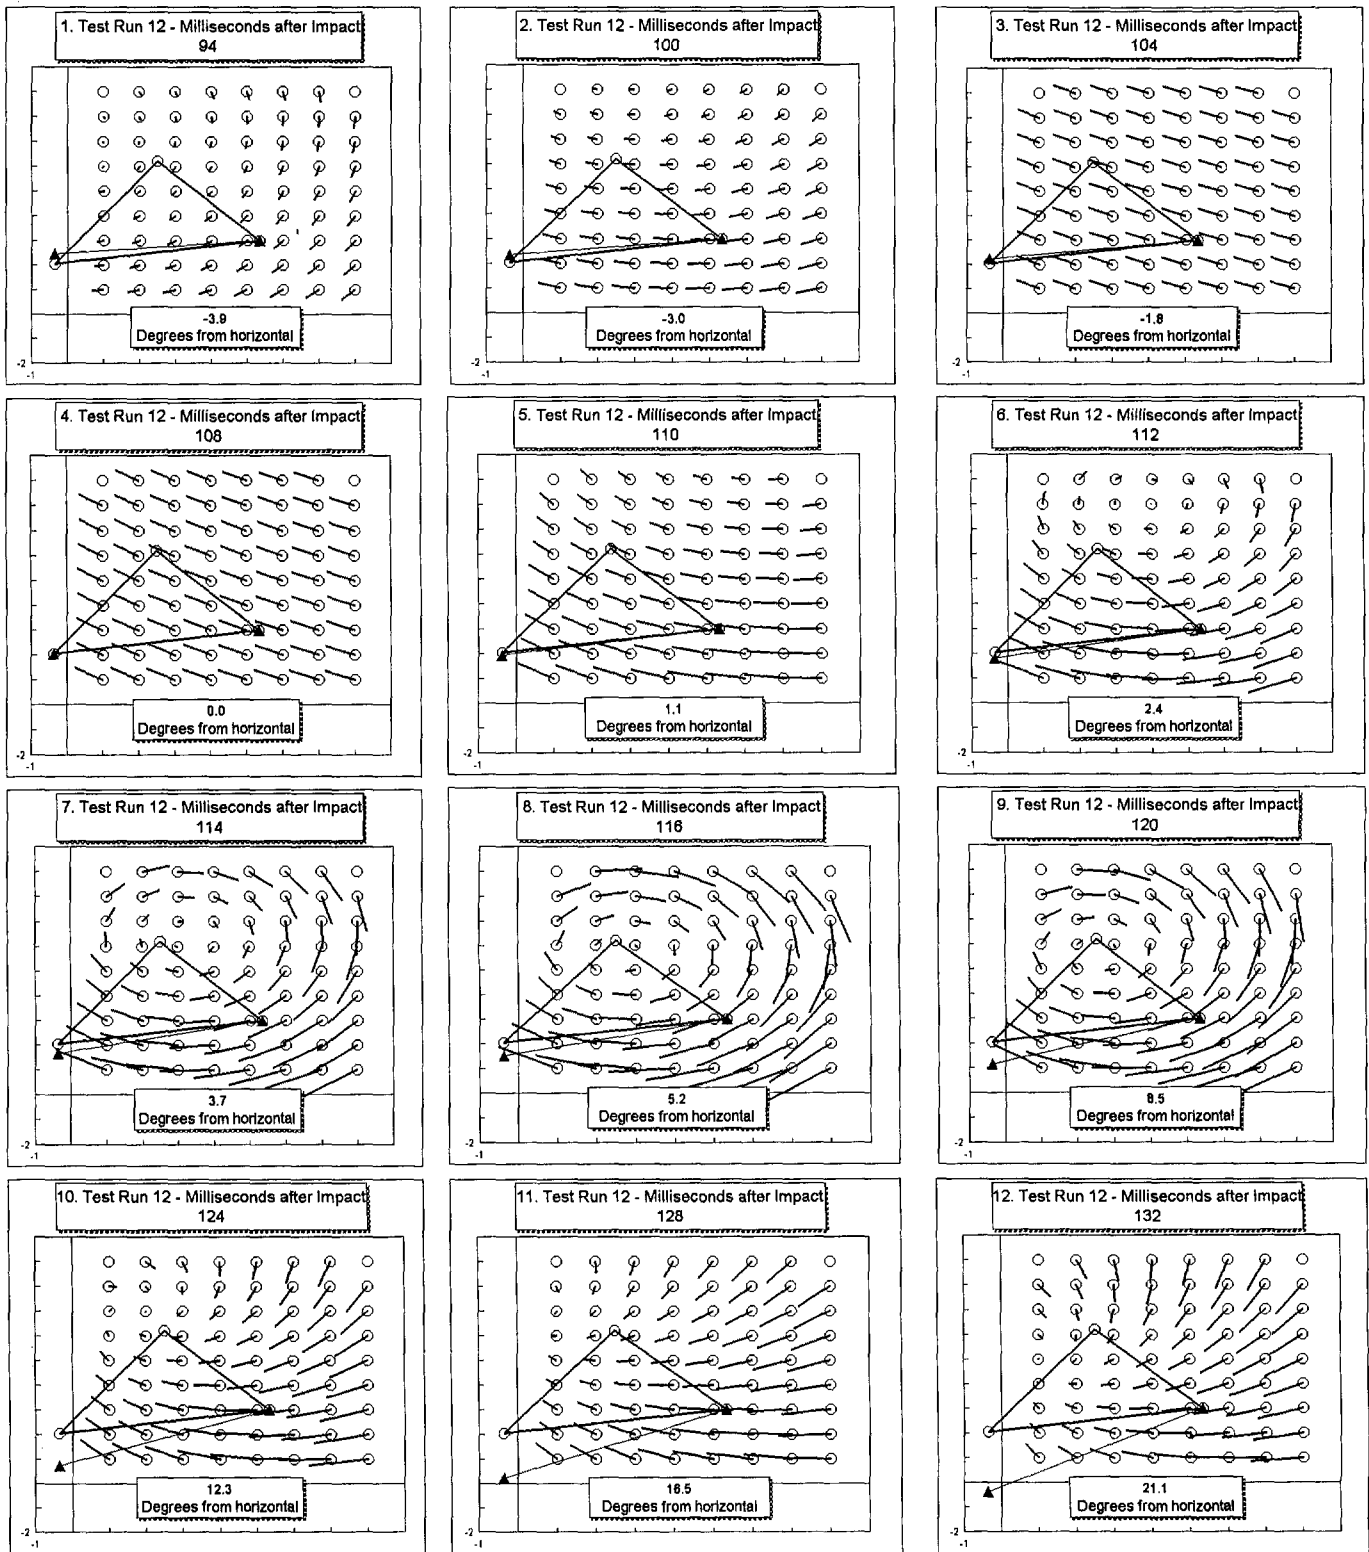 1. Test Run 12 - Milliseconds after Impact
94
-3.9
Degrees from horizontal
-2
-1
2. Test Run 12 - Milliseconds after Impact
100
-3.0
Degrees from horizontal
-2
-1
3. Test Run 12 - Milliseconds after Impact
104
-1.8
Degrees from horizontal
-2
-1
4. Test Run 12 - Milliseconds after Impact
108
0.0
Degrees from horizontal
-2
-1
5. Test Run 12 - Milliseconds after Impact
110
1.1
Degrees from horizontal
-2
-1
6. Test Run 12 - Milliseconds after Impact
112
2.4
Degrees from horizontal
-2
-1
7. Test Run 12 - Milliseconds after Impact
114
3.7
Degrees from horizontal
-2
-1
8. Test Run 12 - Milliseconds after Impact
116
5.2
Degrees from horizontal
-2
-1
9. Test Run 12 - Milliseconds after Impact
120
8.5
Degrees from horizontal
-2
-1
10. Test Run 12 - Milliseconds after Impact
124
12.3
Degrees from horizontal
-2
-1
11. Test Run 12 - Milliseconds after Impact
128
16.5
Degrees from horizontal
-2
-1
12. Test Run 12 - Milliseconds after Impact
132
21.1
Degrees from horizontal
-2
-1